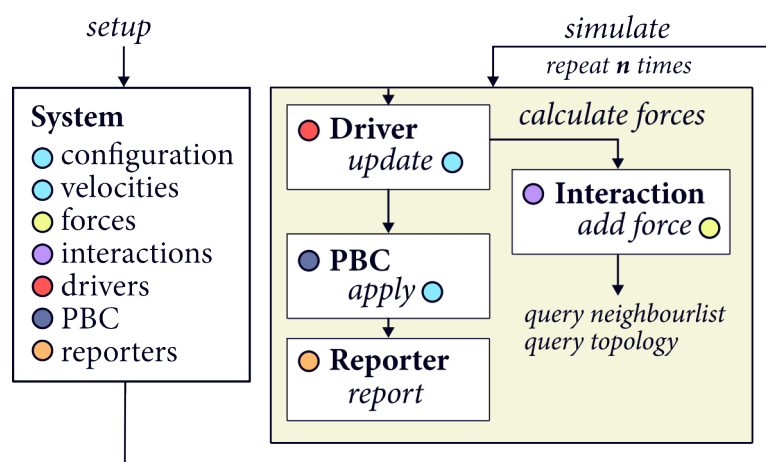 setup
System
configuration
velocities
forces
interactions
drivers
PBC
reporters
simulate
repeat n times
Driver
update
calculate forces
Interaction
add force
query neighbourlist
query topology
PBC
apply
Reporter
report